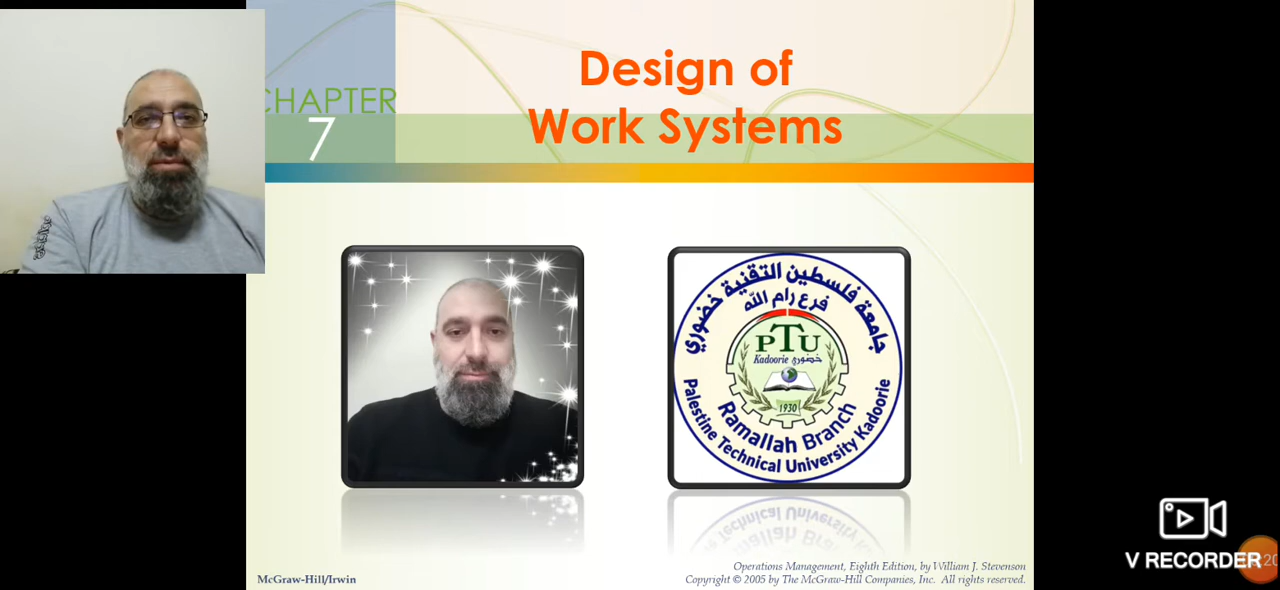 CHAPTER
7
Design of
Work Systems
جامعة فلسطين التقنية خضوري
فرع رام الله
PTU
Kadoorie خضوري
1930
Ramallah Branch
Palestine Technical University Kadoorie
McGraw-Hill/Irwin
Operations Management, Eighth Edition, by William J. Stevenson
Copyright © 2005 by The McGraw-Hill Companies, Inc. All rights reserved.
V RECORDER